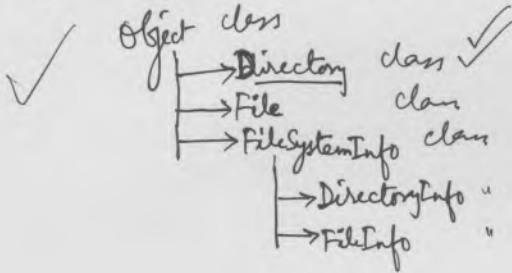 Object class
Directory class
File class
FileSystemInfo class
DirectoryInfo "
FileInfo "